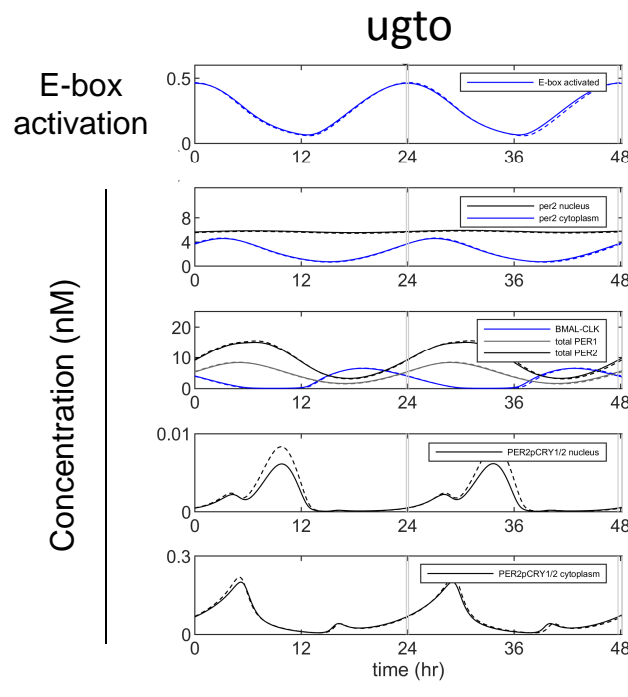 ugto
E-box
activation
0.5
0
E-box activated
0 12 24 36 48
Concentration (nM)
8
4
0
per2 nucleus
per2 cytoplasm
0 12 24 36 48
20
10
0
BMAL-CLK
total PER1
total PER2
0 12 24 36 48
0.01
0
PER2pCRY1/2 nucleus
0 12 24 36 48
0.3
0
PER2pCRY1/2 cytoplasm
0 12 24 36 48
time (hr)